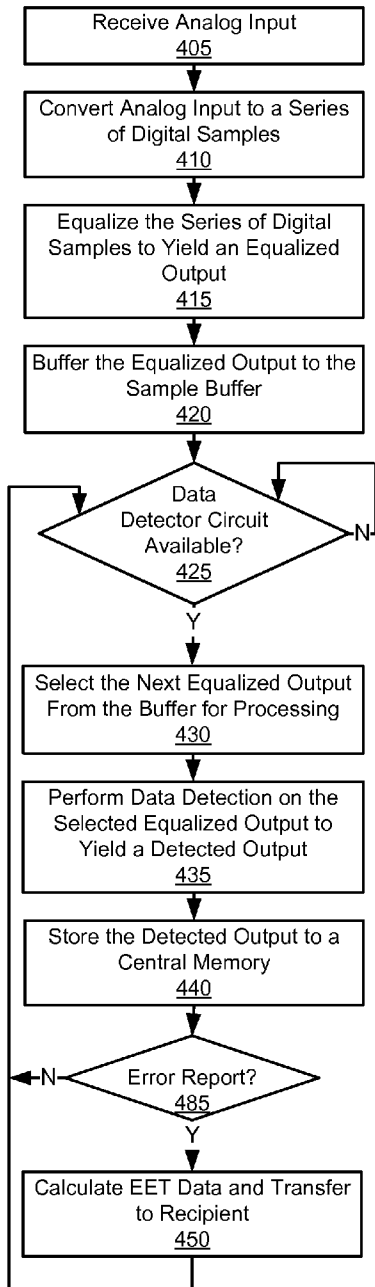 Receive Analog Input
405
Convert Analog Input to a Series
of Digital Samples
410
Equalize the Series of Digital
Samples to Yield an Equalized
Output
415
Buffer the Equalized Output to the
Sample Buffer
420
Data
Detector Circuit
Available?
425
N
Y
Select the Next Equalized Output
From the Buffer for Processing
430
Perform Data Detection on the
Selected Equalized Output to
Yield a Detected Output
435
Store the Detected Output to a
Central Memory
440
N
Error Report?
485
Y
Calculate EET Data and Transfer
to Recipient
450